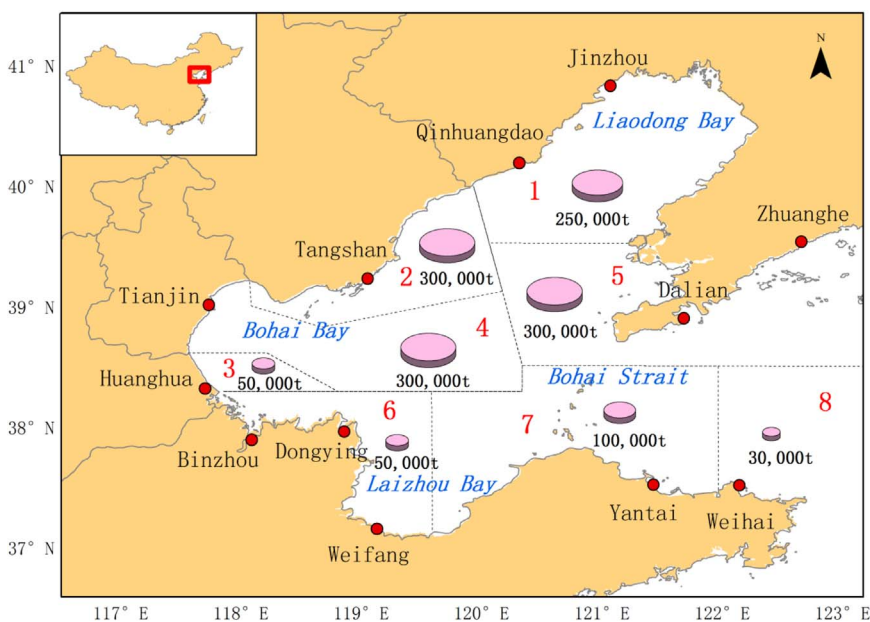 N
41° N
40° N
39° N
38° N
37° N
Jinzhou
Liaodong Bay
Qinhuangdao
1
250,000t
Zhuanghe
Tangshan
2
300,000t
5
Dalian
300,000t
Tianjin
Bohai Bay
4
300,000t
3
50,000t
Huanghua
Bohai Strait
6
7
8
100,000t
30,000t
Binzhou
Dongying
50,000t
Laizhou Bay
Yantai
Weihai
Weifang
117° E
118° E
119° E
120° E
121° E
122° E
123° E